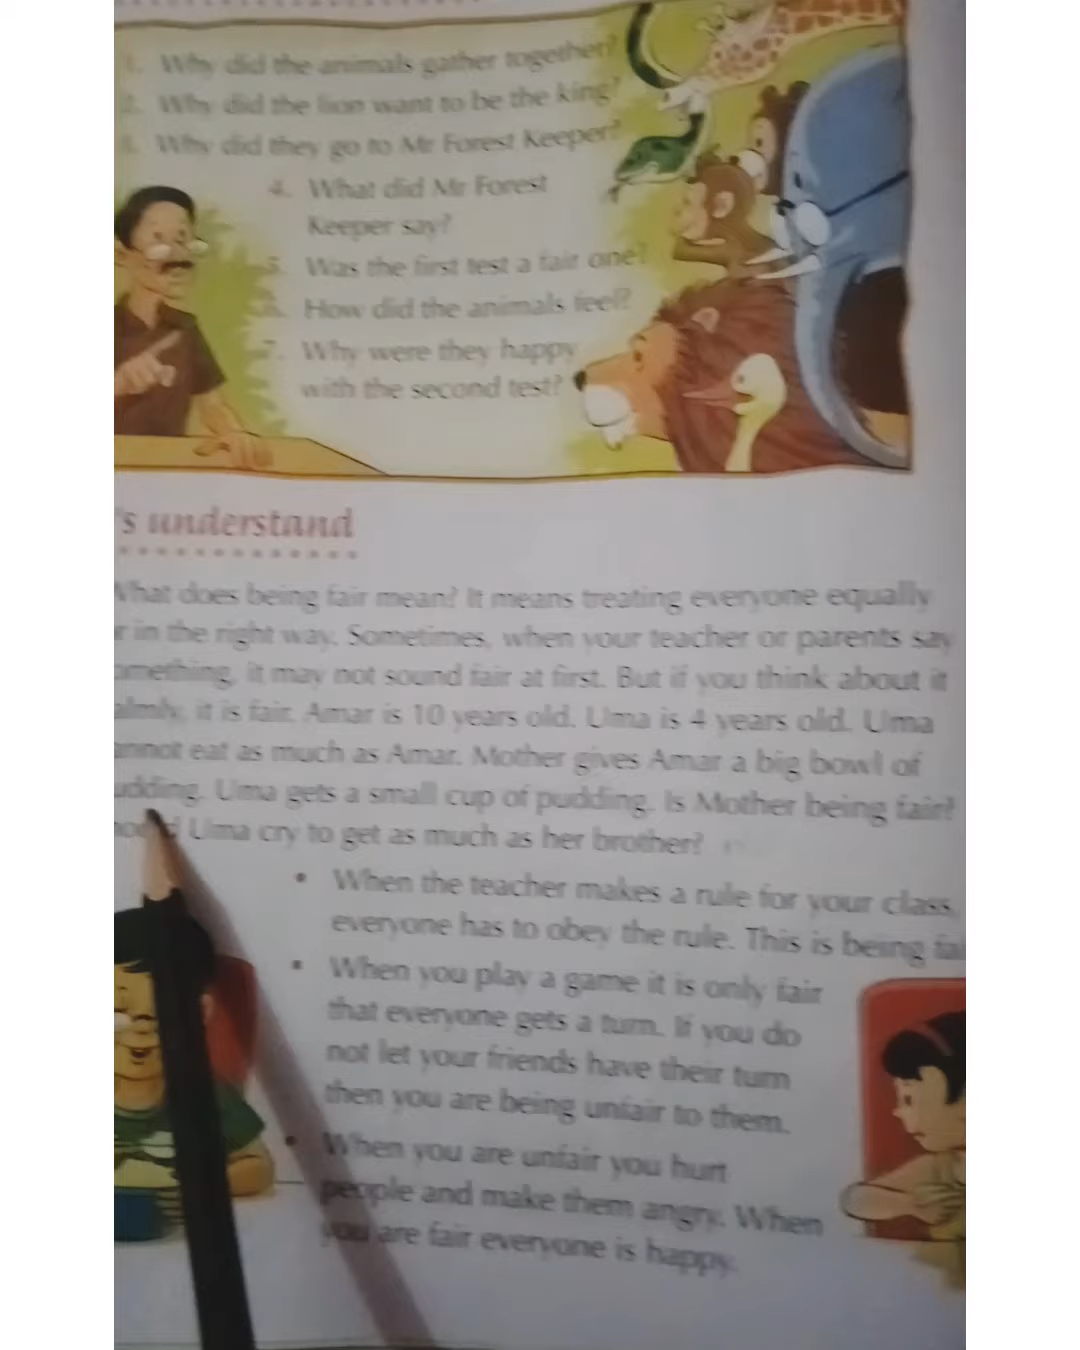 1. Why did the animals gather together?
2. Why did the lion want to be the king?
3. Why did they go to Mr Forest Keeper?
4. What did Mr Forest
Keeper say?
5. Was the first test a fair one?
6. How did the animals feel?
7. Why were they happy
with the second test?
's understand
What does being fair mean? It means treating everyone equally
r in the right way. Sometimes, when your teacher or parents say
omething, it may not sound fair at first. But if you think about it
almly, it is fair. Amar is 10 years old. Uma is 4 years old. Uma
annot eat as much as Amar. Mother gives Amar a big bowl of
udding. Uma gets a small cup of pudding. Is Mother being fair?
Uma cry to get as much as her brother?
• When the teacher makes a rule for your class,
everyone has to obey the rule. This is being fai
• When you play a game it is only fair
that everyone gets a turn. If you do
not let your friends have their turn
then you are being unfair to them.
• When you are unfair you hurt
people and make them angry. When
you are fair everyone is happy.